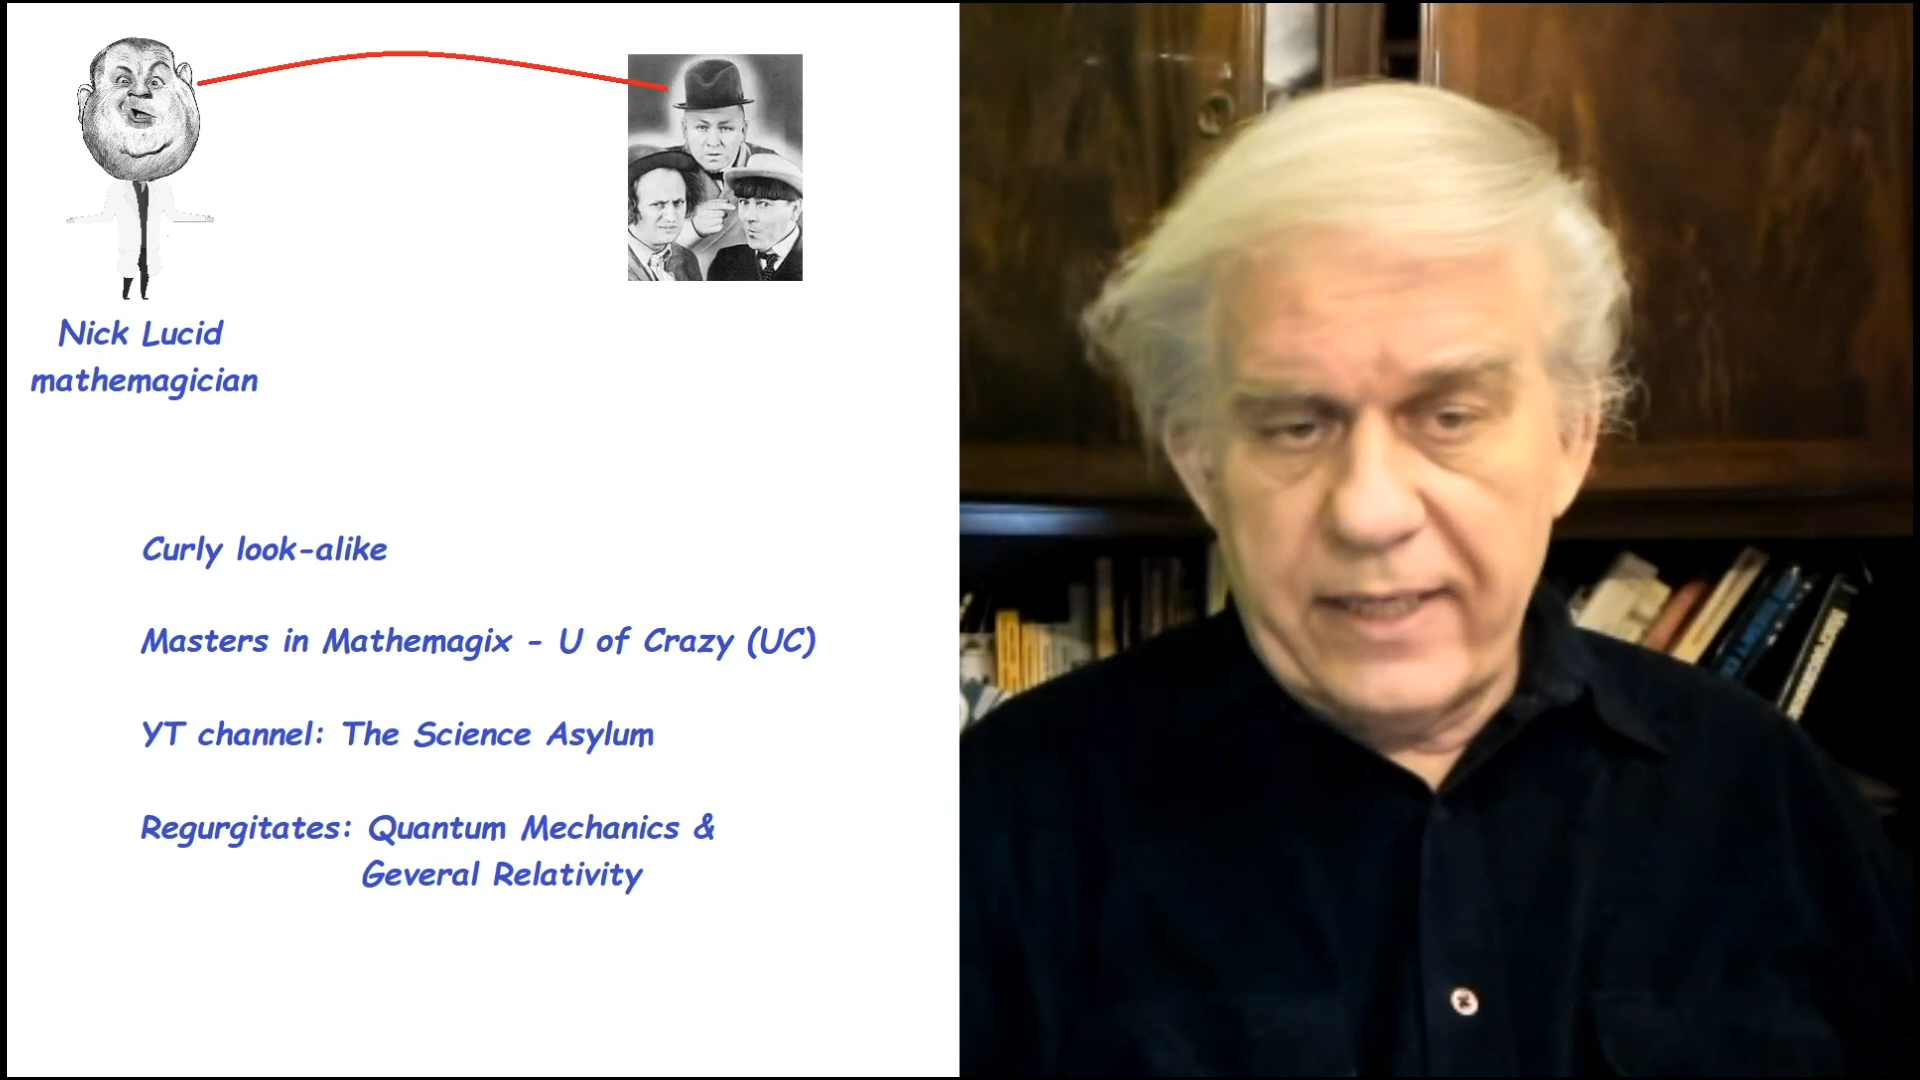 Nick Lucid
mathemagician
Curly look-alike
Masters in Mathemagix - U of Crazy (UC)
YT channel: The Science Asylum
Regurgitates: Quantum Mechanics &
Geveral Relativity